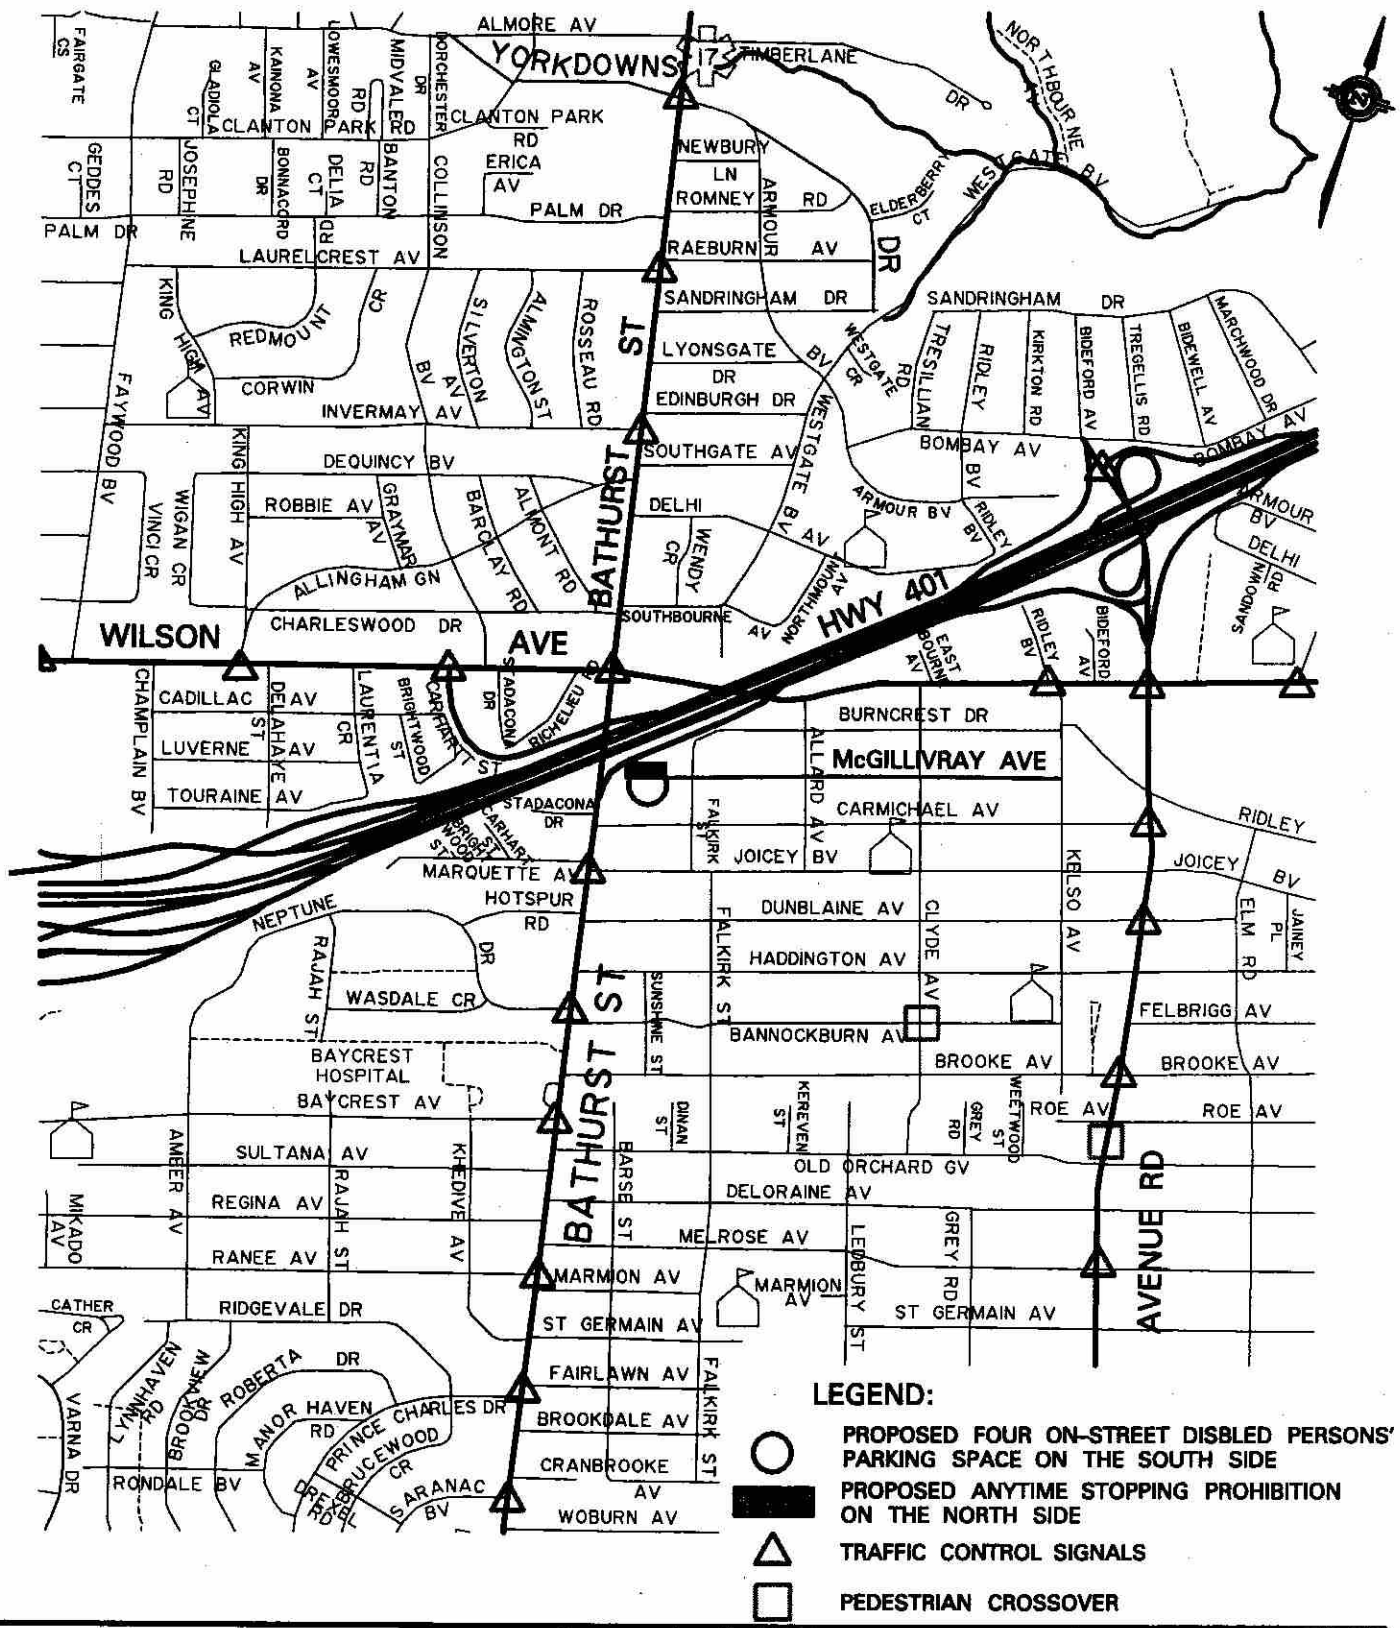 ALMORE AV
YORKDOWNS
17
TIMBERLANE
DR
NORTHBOURNE
FAIRGATE
CS
GLADIOLA
CT
KAINONA
AV
LOWESMOOR
AV
MIDVALE
RD
DORCHESTER
DR
CLANTON PARK RD
CLANTON PARK
RD
NEWBURY
LN
N
GEDDES
CT
JOSEPHINE
RD
BONNACORD
DR
DELIA
CT
BANTON
RD
COLLINSON
ERICA
AV
ROMNEY RD
ARMOUR
ELDERBERRY
CT
WESTGATE BV
PALM DR
PALM DR
RD
LAURELCREST AV
RAEBURN AV
DR
KING
HIGH AV
REDMOUNT
CR
CORWIN
SILVERTON
AV
ALMINGTON ST
ROSSEAU RD
ST
SANDRINGHAM DR
SANDRINGHAM DR
LYONSGATE
DR
BV
WESTGATE
CR
TRESILLIAN
RD
RIDLEY
KIRKTON RD
BIDEFORD AV
TREGELLIS RD
BIDEWELL AV
MARCHWOOD DR
FAYWOOD BV
INVERMAY AV
BV
EDINBURGH DR
WESTGATE BV
BOMBAY AV
BOMBAY AV
KING HIGH AV
DEQUINCY BV
SOUTHGATE AV
BATHURST
VINCI CR
WIGAN CR
ROBBIE AV
GRAYMAR
AV
BARCLAY RD
ALMONT RD
DELHI
AV
WENDY
CR
ARMOUR BV
BV
RIDLEY
BV
ARMOUR
BV
DELHI
RD
SANDOWN
ALLINGHAM GN
NORTHMOUNT
AV
HWY 401
WILSON
CHARLESWOOD DR
AVE
SOUTHBOURNE
AV
EAST
BOURNE
AV
RIDLEY
BV
BIDEFORD
AV
CHAMPLAIN BV
CADILLAC AV
DELAHAYE
ST
LAURENTIA
CR
BRIGHTWOOD
ST
CARHARTT ST
STADACONA
DR
RICHELIEU RD
LUVERNE AV
TOURAINE AV
BURNCREST DR
ALLARD AV
McGILLIVRAY AVE
STADACONA
DR
CARHART
ST
BRIGHT
WOOD
ST
FALKIRK
ST
CARMICHAEL AV
RIDLEY
MARQUETTE AV
JOICEY BV
KELSO AV
JOICEY
BV
HOTSPUR
RD
NEPTUNE
DR
DUNBLAINE AV
CLYDE AV
ELM RD
JAINEY
PL
RAJAH ST
FALKIRK ST
HADDINGTON AV
WASDALE CR
ST
SUNSHINE ST
BANNOCKBURN AV
FELBRIGG AV
BAYCREST
HOSPITAL
BATHURST ST
BROOKE AV
BROOKE AV
BAYCREST AV
DINAN
ST
KEREVEN
ST
GREY
RD
WEETWOOD
ST
ROE AV
ROE AV
AMEER AV
SULTANA AV
KHEDIVE AV
BARSE ST
OLD ORCHARD GV
MIKADO
AV
REGINA AV
RAJAH ST
DELORAINE AV
AVENUE RD
RANEE AV
MELROSE AV
LEDBURY ST
GREY RD
MARMION AV
MARMION
AV
CATHER
CR
RIDGEVALE DR
ST GERMAIN AV
ST GERMAIN AV
VARNA DR
LYNNHAVEN
RD
BROOKVIEW
DR
ROBERTA DR
FAIRLAWN AV
FALKIRK ST
MANOR HAVEN
RD
PRINCE CHARLES DR
BRUCEWOOD
CR
BROOKDALE AV
RONDALE BV
CRANBROOKE
AV
SARANAC
BV
WOBURN AV
LEGEND:
PROPOSED FOUR ON-STREET DISBLED PERSONS'
PARKING SPACE ON THE SOUTH SIDE
PROPOSED ANYTIME STOPPING PROHIBITION
ON THE NORTH SIDE
TRAFFIC CONTROL SIGNALS
PEDESTRIAN CROSSOVER